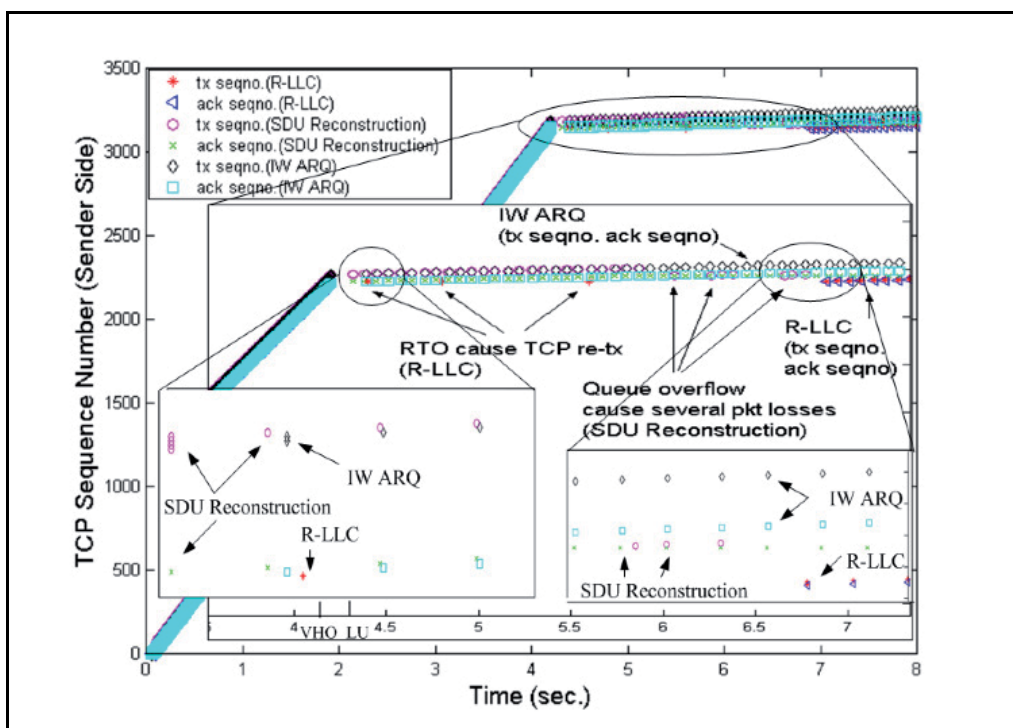 3500
3000
2500
2000
1500
1000
500
0
TCP Sequence Number (Sender Side)
tx seqno.(R-LLC)
ack seqno.(R-LLC)
tx seqno.(SDU Reconstruction)
ack seqno.(SDU Reconstruction)
tx seqno.(IW ARQ)
ack seqno.(IW ARQ)
IW ARQ
(tx seqno. ack seqno)
RTO cause TCP re-tx
(R-LLC)
R-LLC
(tx seqno.
ack seqno)
Queue overflow
cause several pkt losses
(SDU Reconstruction)
IW ARQ
SDU Reconstruction
R-LLC
IW ARQ
R-LLC
SDU Reconstruction
4
4.5
5
5.5
6
6.5
7
VHO LU
0
1
2
3
4
5
6
7
8
Time (sec.)